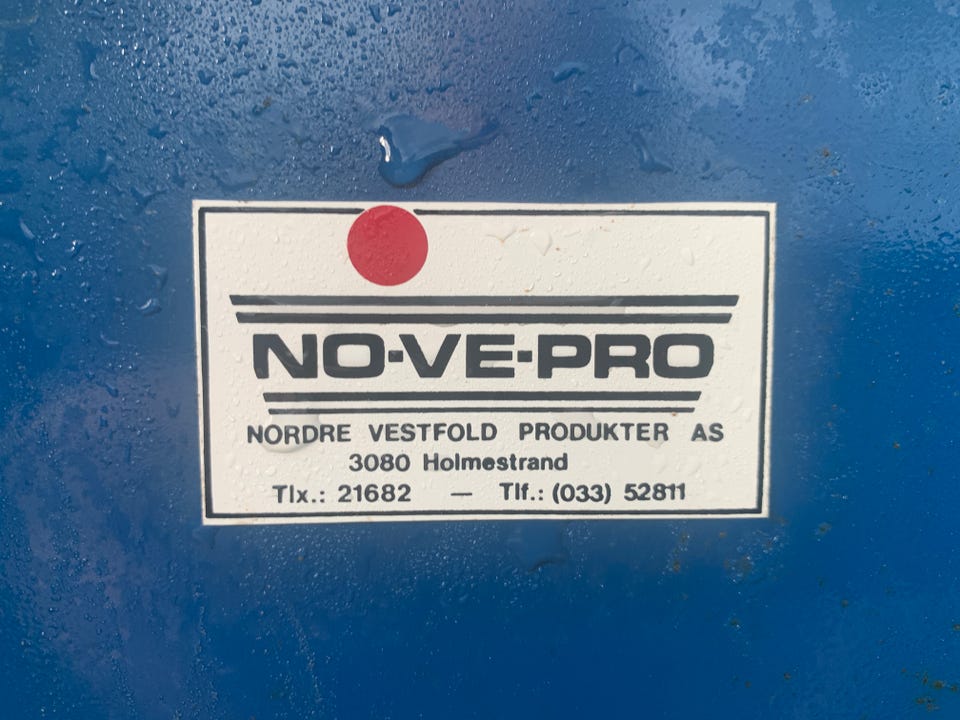 NO-VE-PRO
NORDRE VESTFOLD PRODUKTER AS
3080 Holmestrand
Tlx.: 21682 — Tlf.: (033) 52811